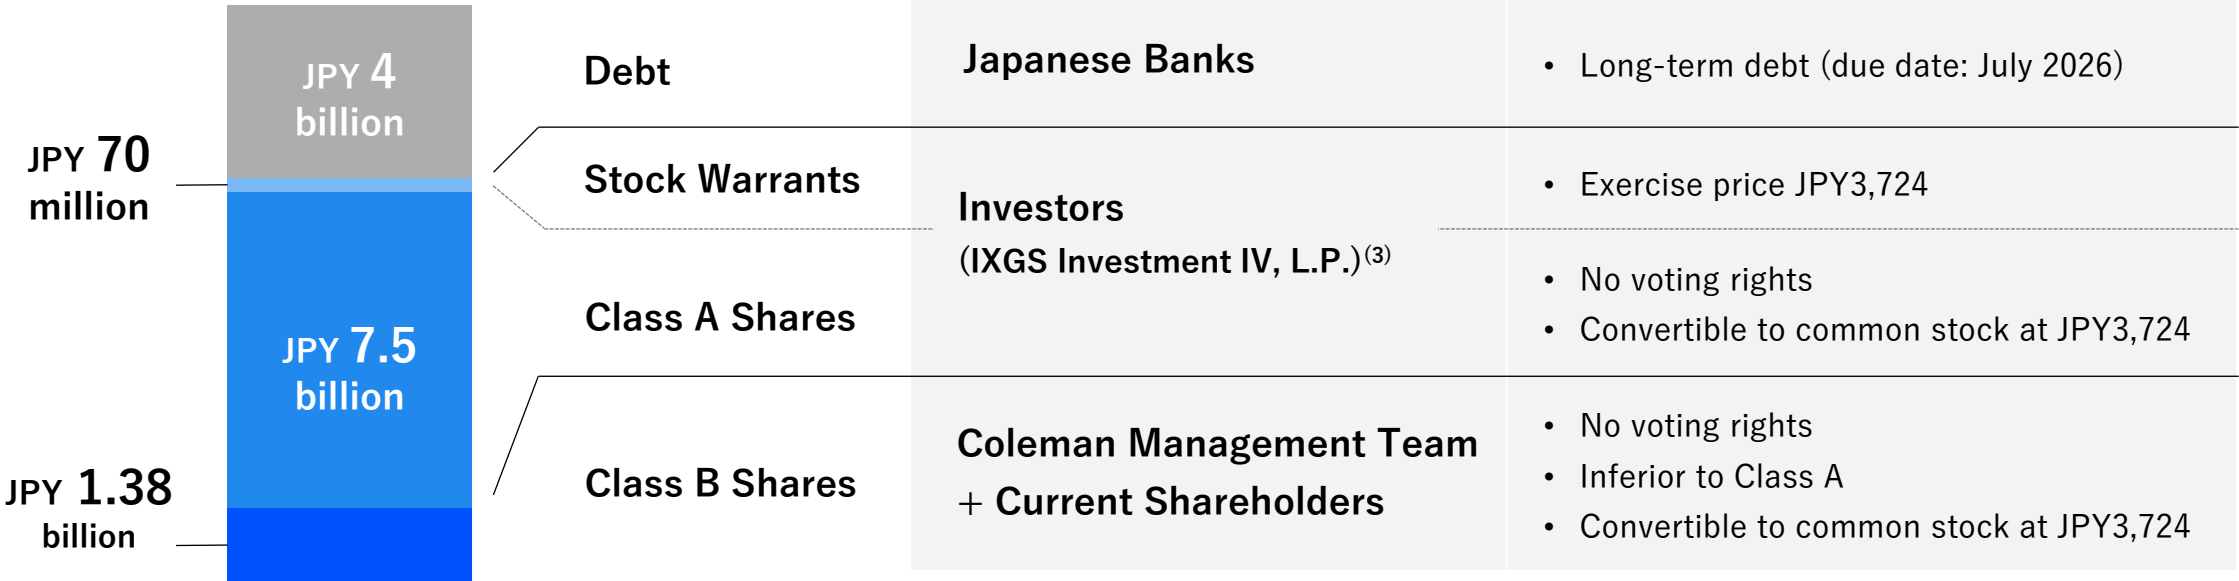 JPY 4
billion
JPY 70
million
JPY 7.5
billion
JPY 1.38
billion
Debt
Japanese Banks
• Long-term debt (due date: July 2026)
Stock Warrants
Investors
(IXGS Investment IV, L.P.)(3)
• Exercise price JPY3,724
Class A Shares
• No voting rights
• Convertible to common stock at JPY3,724
Class B Shares
Coleman Management Team
+ Current Shareholders
• No voting rights
• Inferior to Class A
• Convertible to common stock at JPY3,724